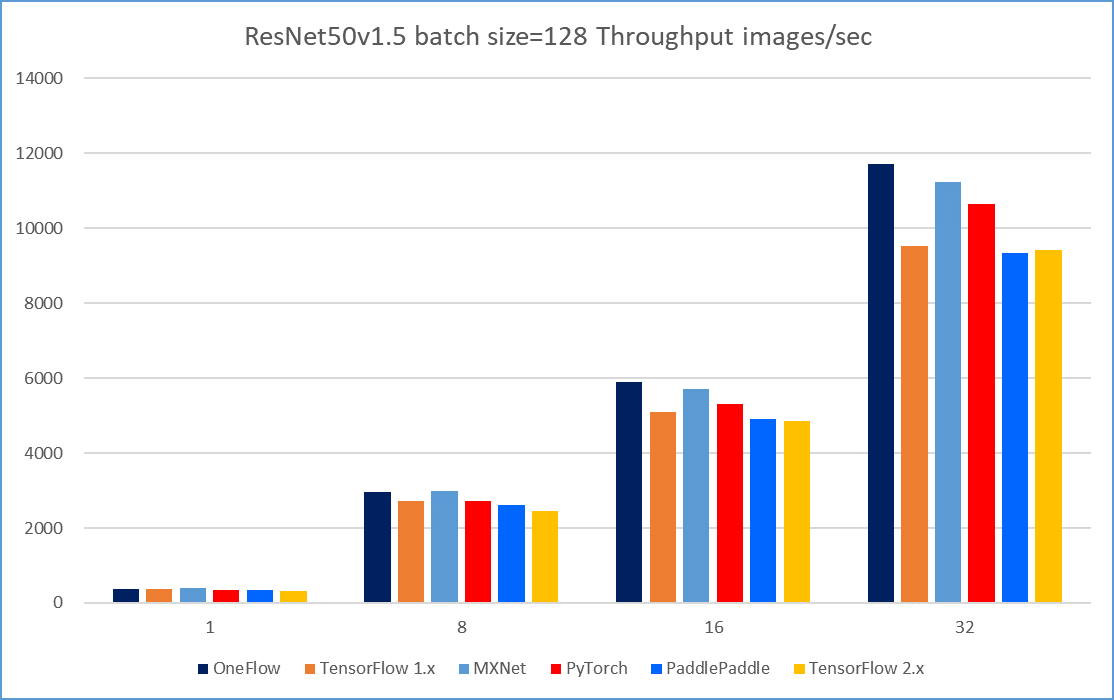 ResNet50v1.5 batch size=128 Throughput images/sec
14000
12000
10000
8000
6000
4000
2000
0
1 8 16 32
OneFlow TensorFlow 1.x MXNet PyTorch PaddlePaddle TensorFlow 2.x